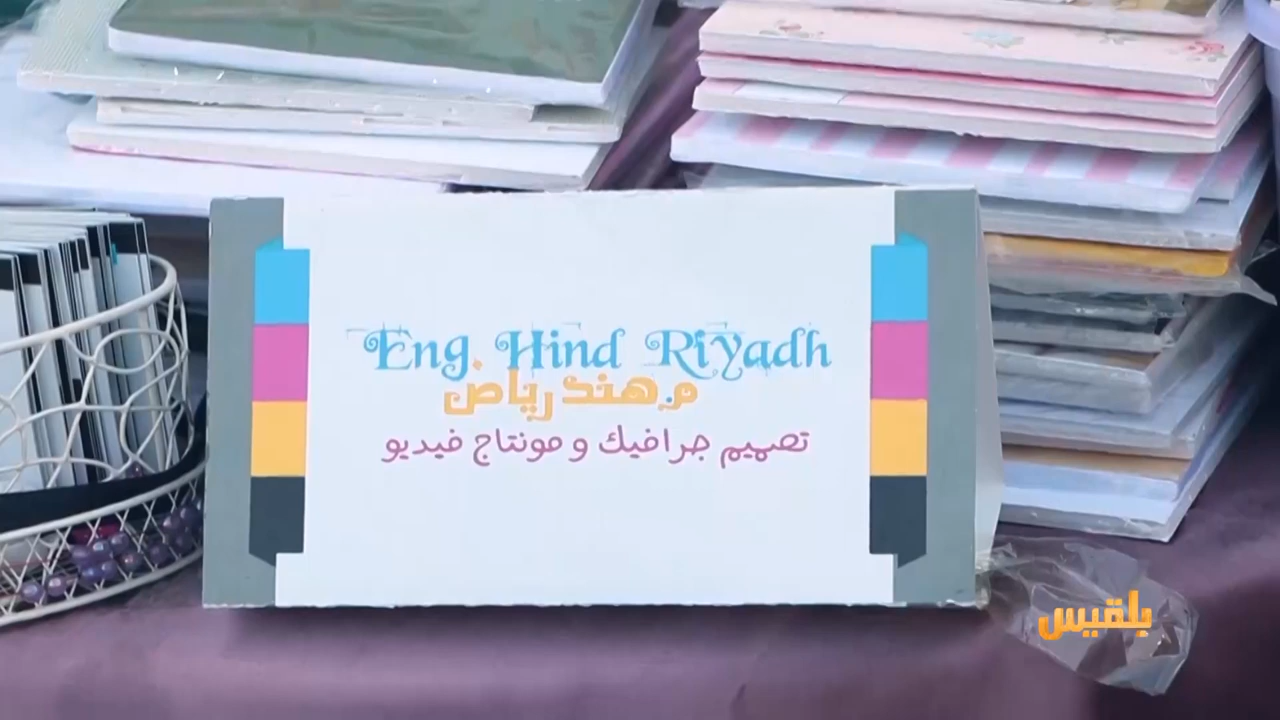 Eng. Hind Riyadh
م.هند رياض
تصميم جرافيك و مونتاج فيديو
بلقيس